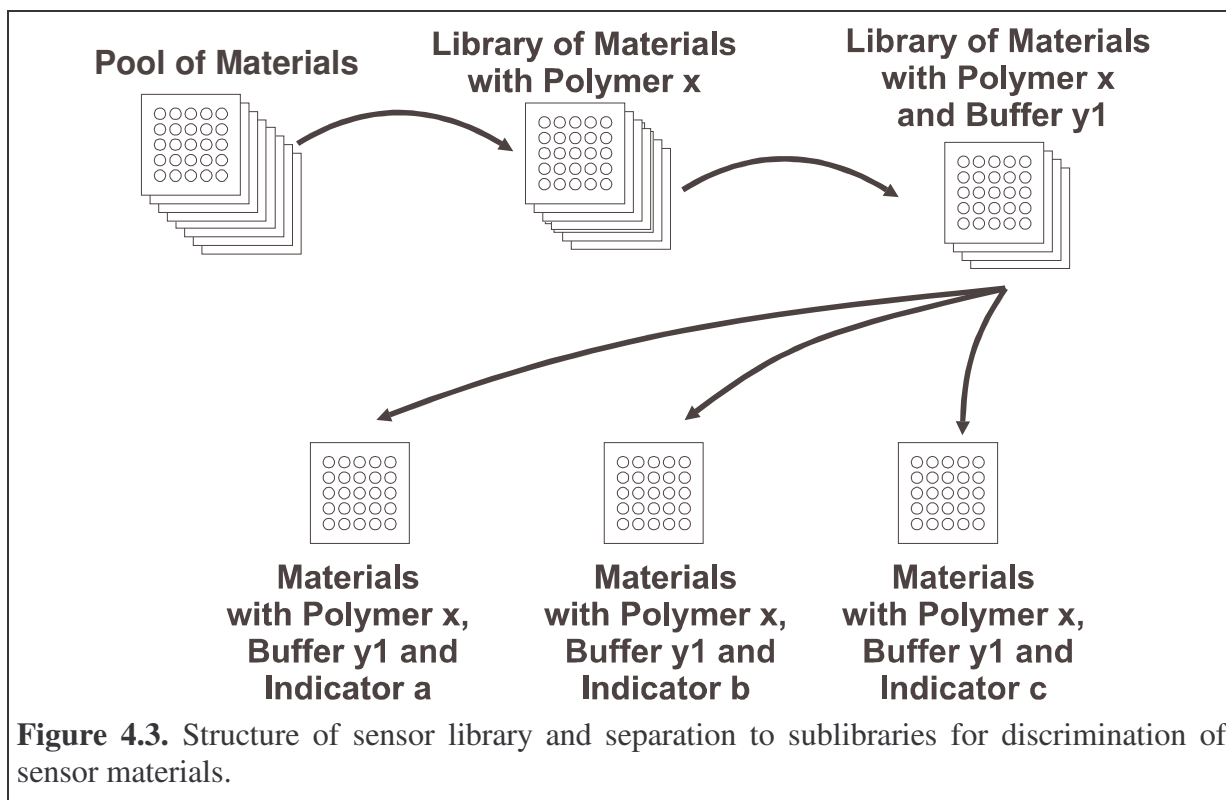 Pool of Materials
Library of Materials
with Polymer x
Library of Materials
with Polymer x
and Buffer y1
Materials
with Polymer x,
Buffer y1 and
Indicator a
Materials
with Polymer x,
Buffer y1 and
Indicator b
Materials
with Polymer x,
Buffer y1 and
Indicator c
Figure 4.3. Structure of sensor library and separation to sublibraries for discrimination of
sensor materials.